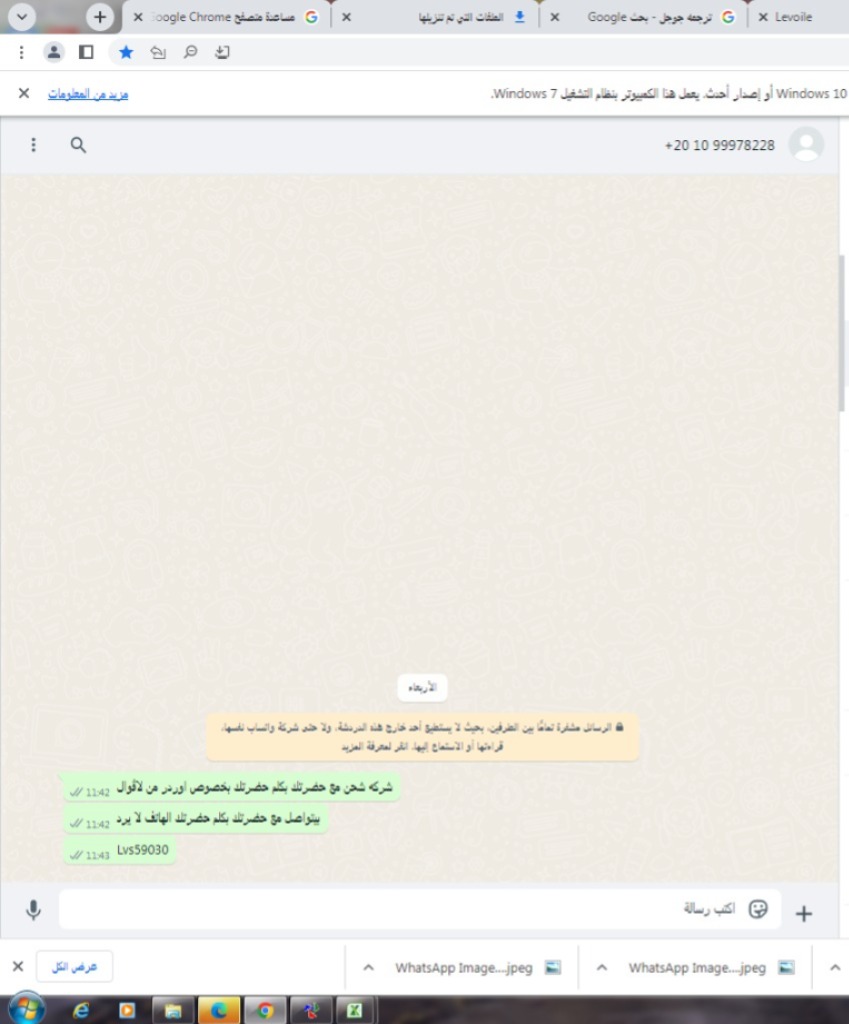 Levoile
ترجمه جوجل - بحث Google
الملفات التي تم تنزيلها
مساعدة متصفح Google Chrome
Windows 10 أو إصدار أحدث. يعمل هذا الكمبيوتر بنظام التشغيل Windows 7.
مزيد من المعلومات
+20 10 99978228
الأربعاء
الرسائل مشفرة تمامًا بين الطرفين، بحيث لا يستطيع أحد خارج هذه الدردشة، ولا حتى شركة واتساب نفسها،
قراءتها أو الاستماع إليها. انقر لمعرفة المزيد
شركه شحن مع حضرتك بكلم حضرتك بخصوص اوردر من لافوال 11:42
بيتواصل مع حضرتك بكلم حضرتك الهاتف لا يرد 11:42
Lvs59030 11:43
اكتب رسالة
WhatsApp Image....jpeg
WhatsApp Image....jpeg
عرض الكل